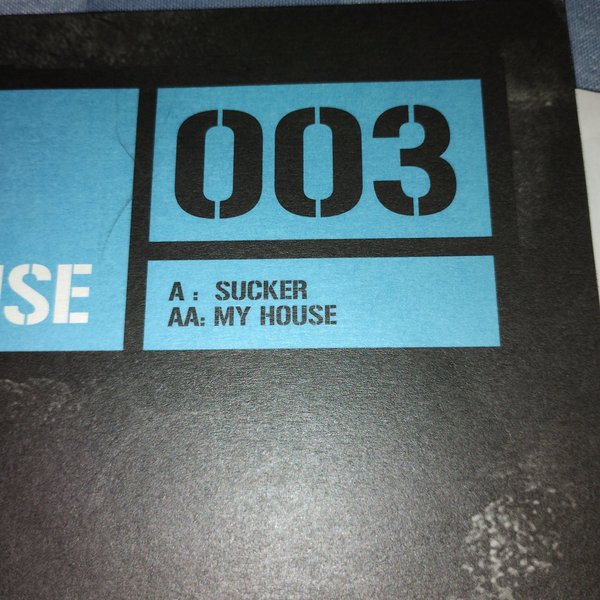 003
USE
A : SUCKER
AA: MY HOUSE